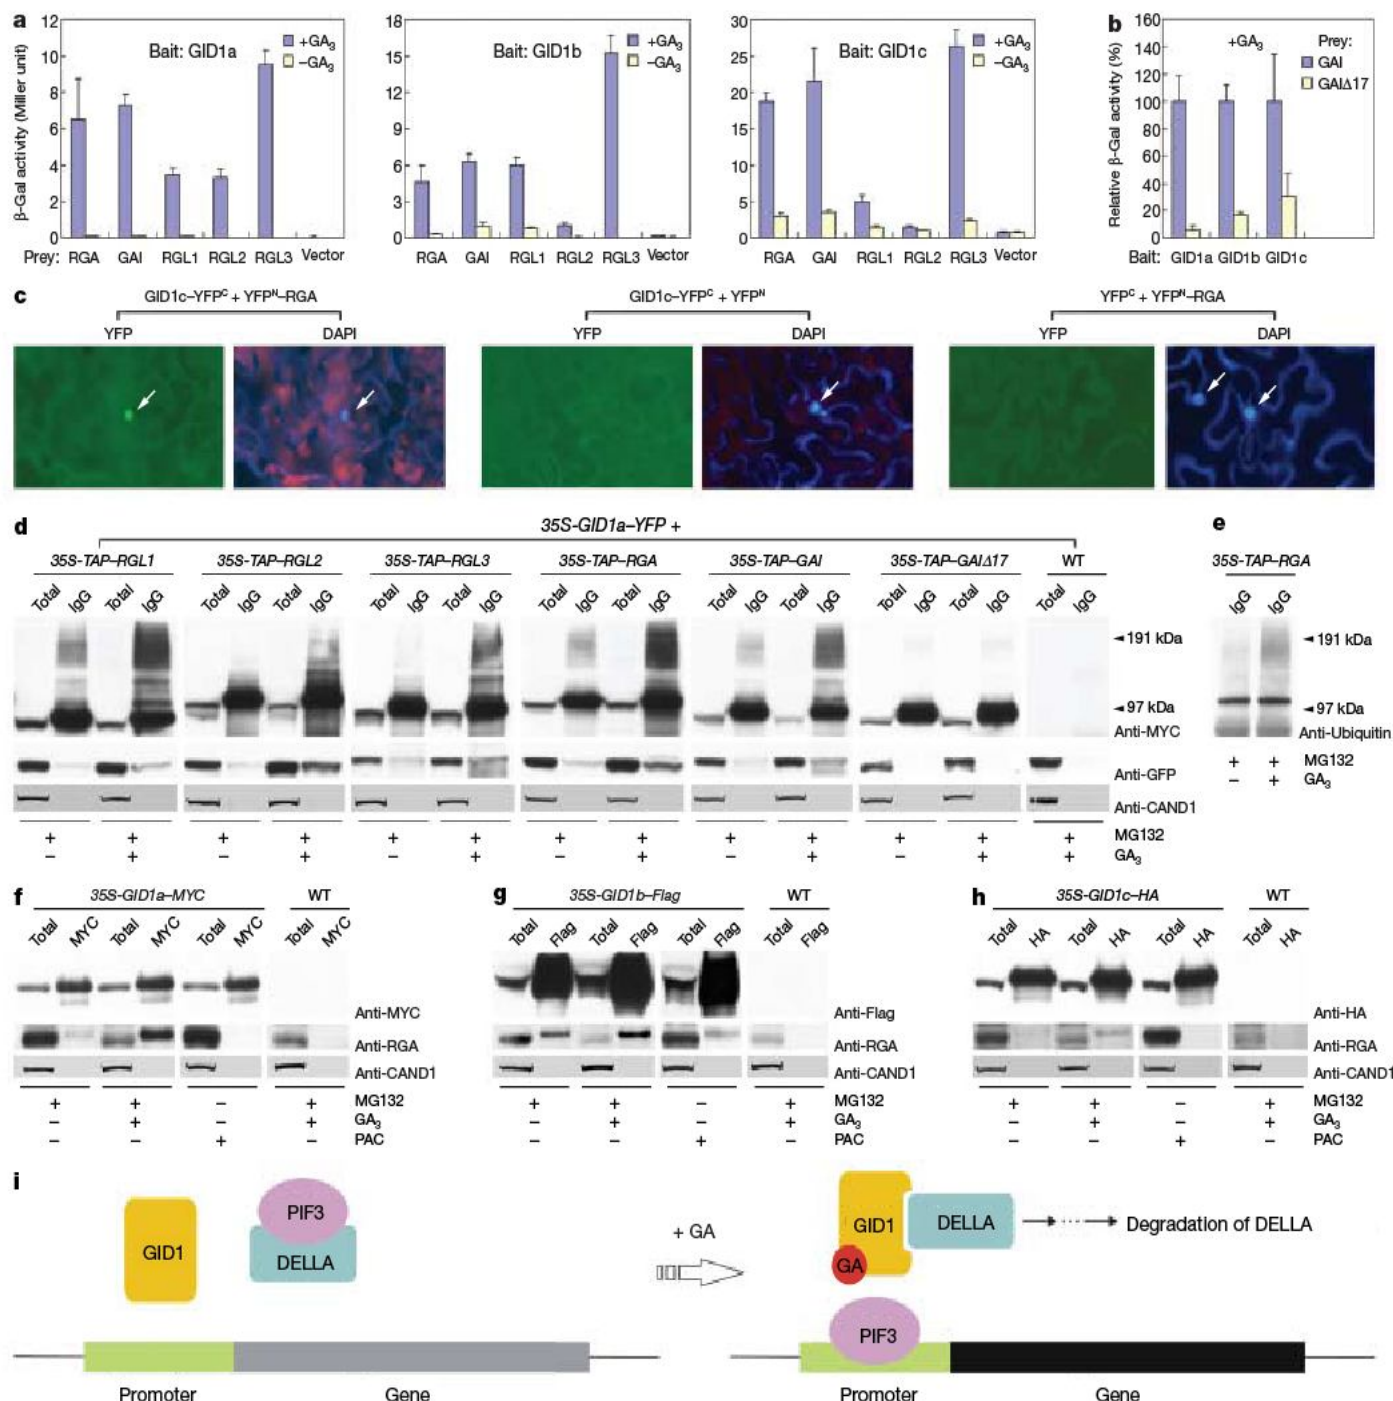 a
b
β-Gal activity (Miller unit)
12
10
8
6
4
2
0
Bait: GID1a
+GA3
−GA3
Prey: RGA GAI RGL1 RGL2 RGL3 Vector
18
15
12
9
6
3
0
Bait: GID1b
+GA3
−GA3
RGA GAI RGL1 RGL2 RGL3 Vector
30
25
20
15
10
5
0
Bait: GID1c
+GA3
−GA3
RGA GAI RGL1 RGL2 RGL3 Vector
Relative β-Gal activity (%)
160
140
120
100
80
60
40
20
0
+GA3
Prey:
GAI
GAIΔ17
Bait: GID1a GID1b GID1c
c
GID1c–YFPC + YFPN–RGA
GID1c–YFPC + YFPN
YFPC + YFPN–RGA
YFP DAPI YFP DAPI YFP DAPI
d
35S-GID1a–YFP +
35S-TAP–RGL1 35S-TAP–RGL2 35S-TAP–RGL3 35S-TAP–RGA 35S-TAP–GAI 35S-TAP–GAIΔ17 WT
Total IgG Total IgG Total IgG Total IgG Total IgG Total IgG Total IgG Total IgG Total IgG Total IgG Total IgG Total IgG Total IgG
191 kDa
97 kDa
Anti-MYC
Anti-GFP
Anti-CAND1
+ + + + + + + + + + + + + MG132
− + − + − + − + − + − + + GA3
e
35S-TAP–RGA
IgG IgG
191 kDa
97 kDa
Anti-Ubiquitin
+ + MG132
− + GA3
f
35S-GID1a–MYC WT
Total MYC Total MYC Total MYC Total MYC
Anti-MYC
Anti-RGA
Anti-CAND1
+ + − + MG132
− + − + GA3
− − + − PAC
g
35S-GID1b–Flag WT
Total Flag Total Flag Total Flag Total Flag
Anti-Flag
Anti-RGA
Anti-CAND1
+ + − + MG132
− + − + GA3
− − + − PAC
h
35S-GID1c–HA WT
Total HA Total HA Total HA Total HA
Anti-HA
Anti-RGA
Anti-CAND1
+ + − + MG132
− + − + GA3
− − + − PAC
i
GID1
PIF3
DELLA
+ GA
GID1
DELLA
GA
Degradation of DELLA
PIF3
Promoter Gene
Promoter Gene